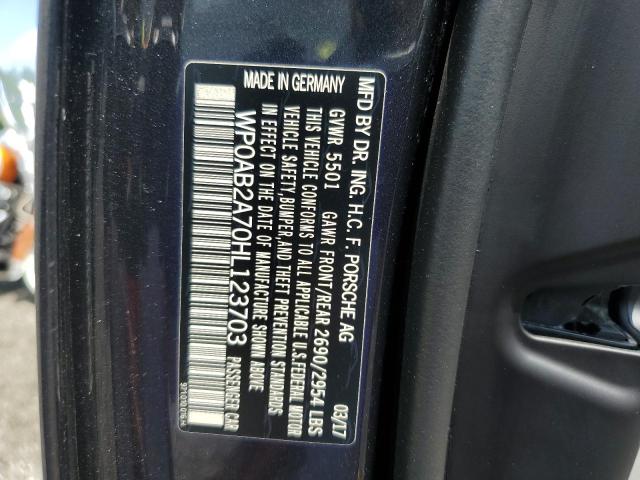 MFD BY DR. ING. H.C. F. PORSCHE AG
GVWR 5501 GAWR FRONT/REAR 2690/2954 LBS 03/17
THIS VEHICLE CONFORMS TO ALL APPLICABLE U.S.FEDERAL MOTOR
VEHICLE SAFETY,BUMPER,AND THEFT PREVENTION STANDARDS
IN EFFECT ON THE DATE OF MANUFACTURE SHOWN ABOVE
MADE IN GERMANY
WP0AB2A70HL123703
PASSENGER CAR